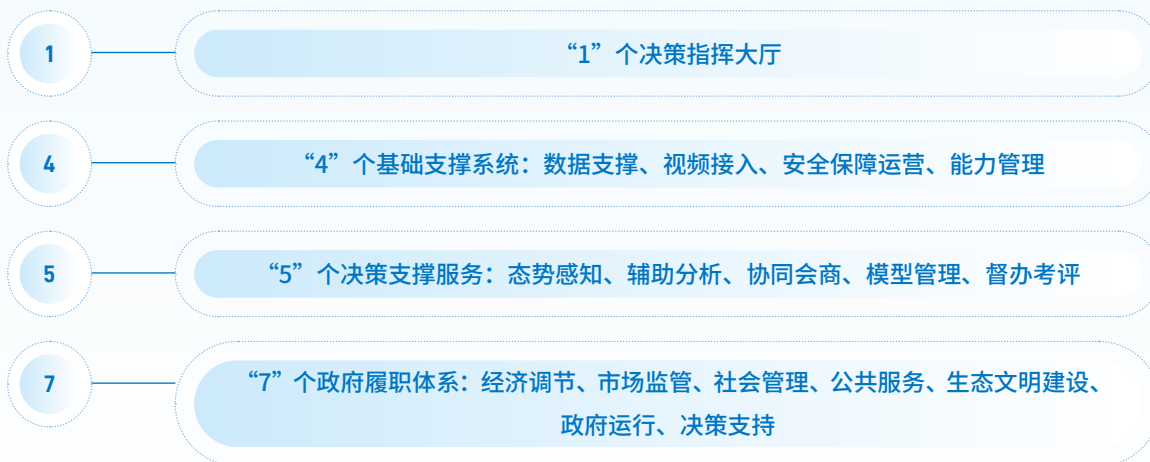 1
“1”个决策指挥大厅
4
“4”个基础支撑系统：数据支撑、视频接入、安全保障运营、能力管理
5
“5”个决策支撑服务：态势感知、辅助分析、协同会商、模型管理、督办考评
7
“7”个政府履职体系：经济调节、市场监管、社会管理、公共服务、生态文明建设、
政府运行、决策支持